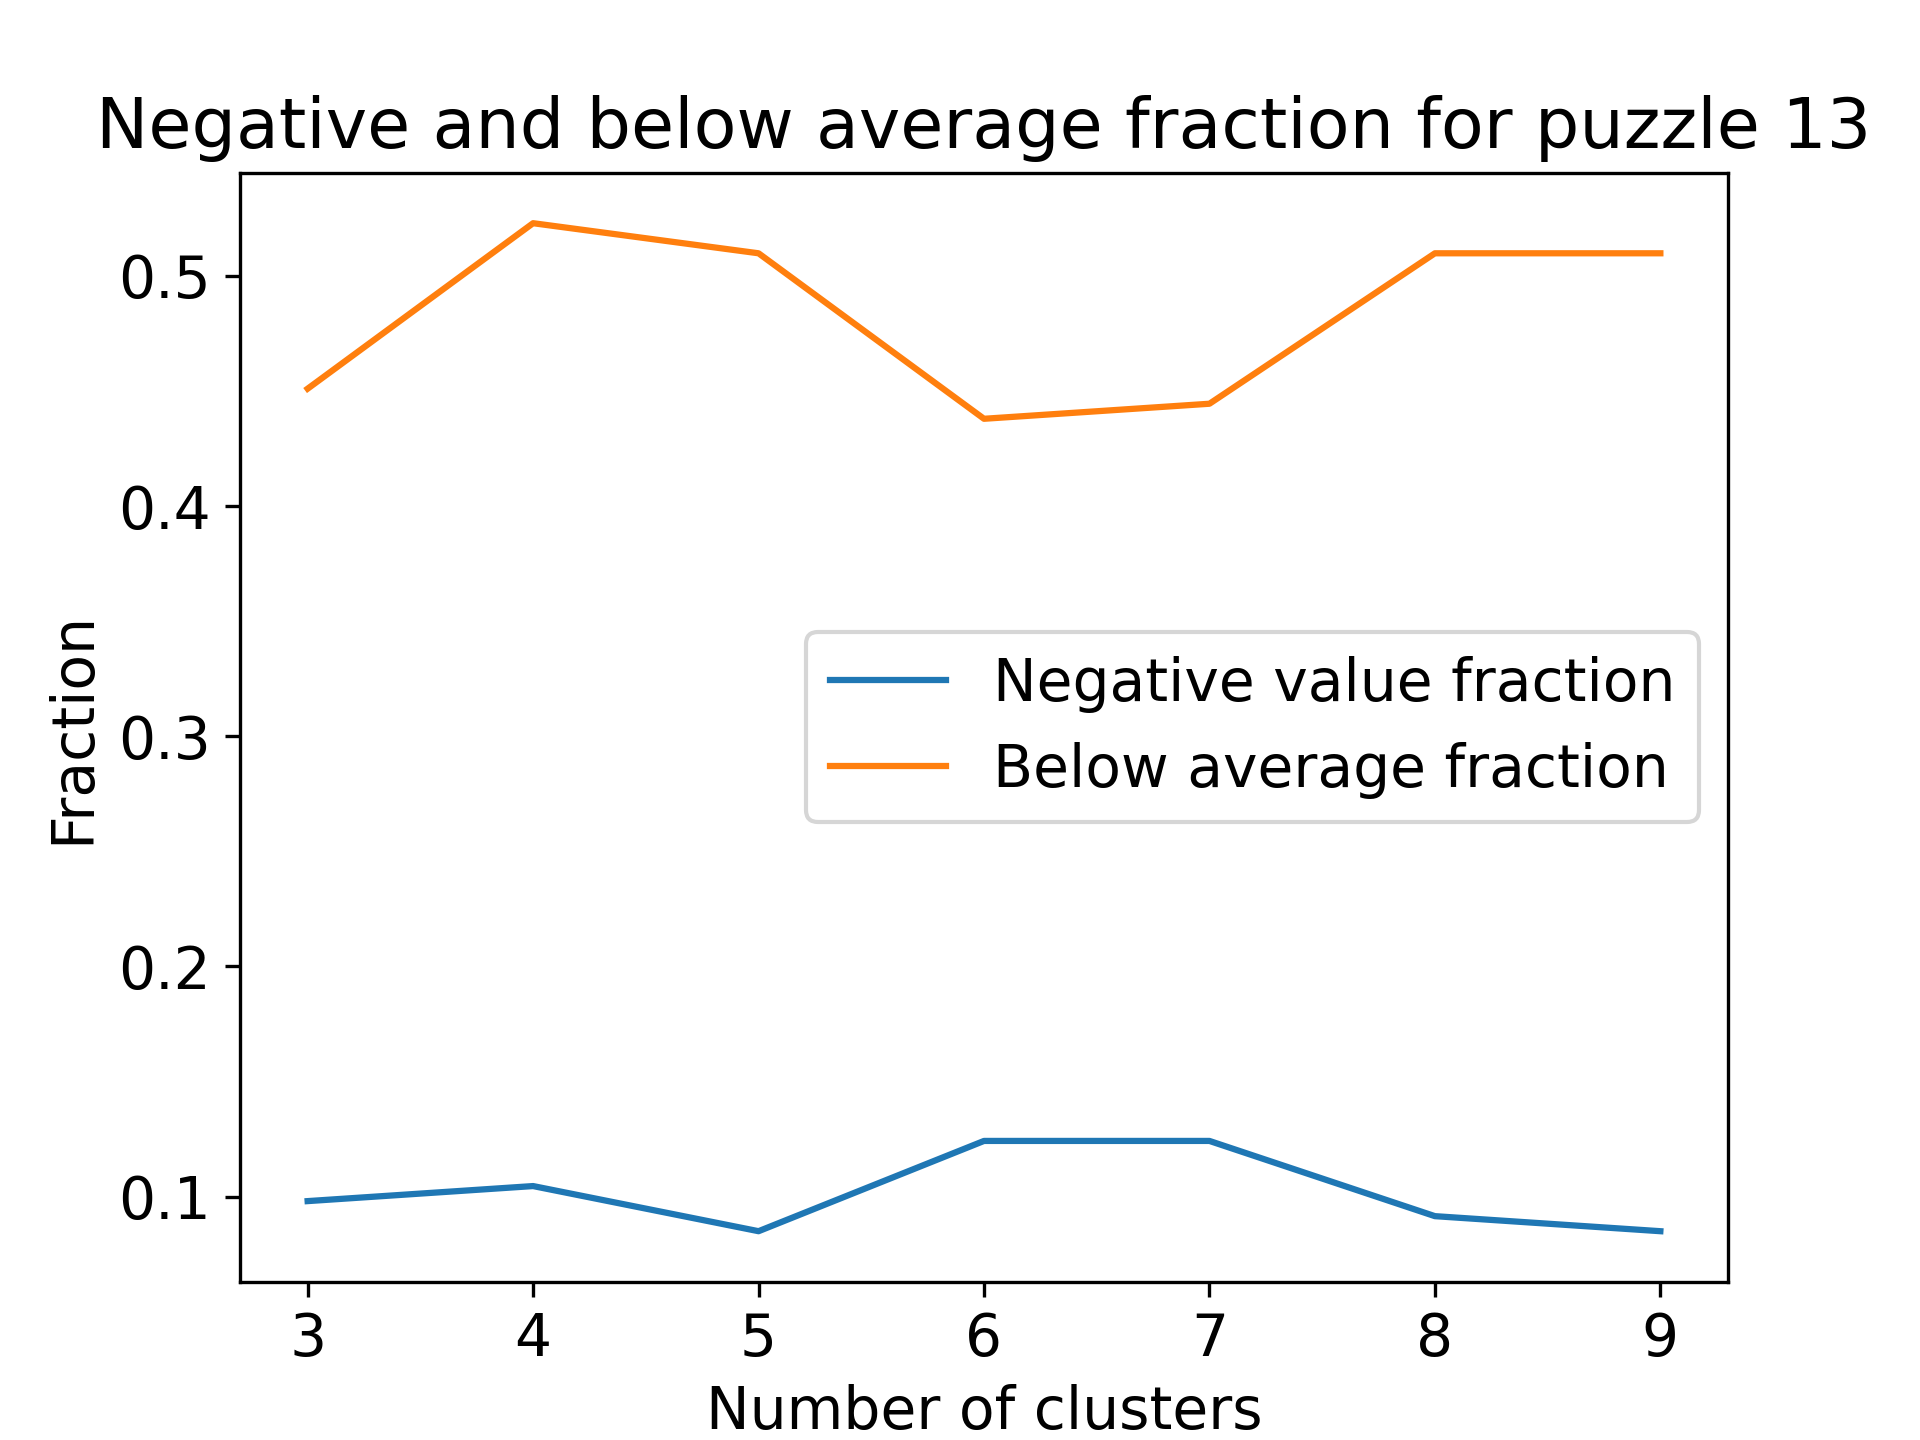 Negative and below average fraction for puzzle 13
0.5
0.4
0.3
0.2
0.1
Fraction
Negative value fraction
Below average fraction
3 4 5 6 7 8 9
Number of clusters